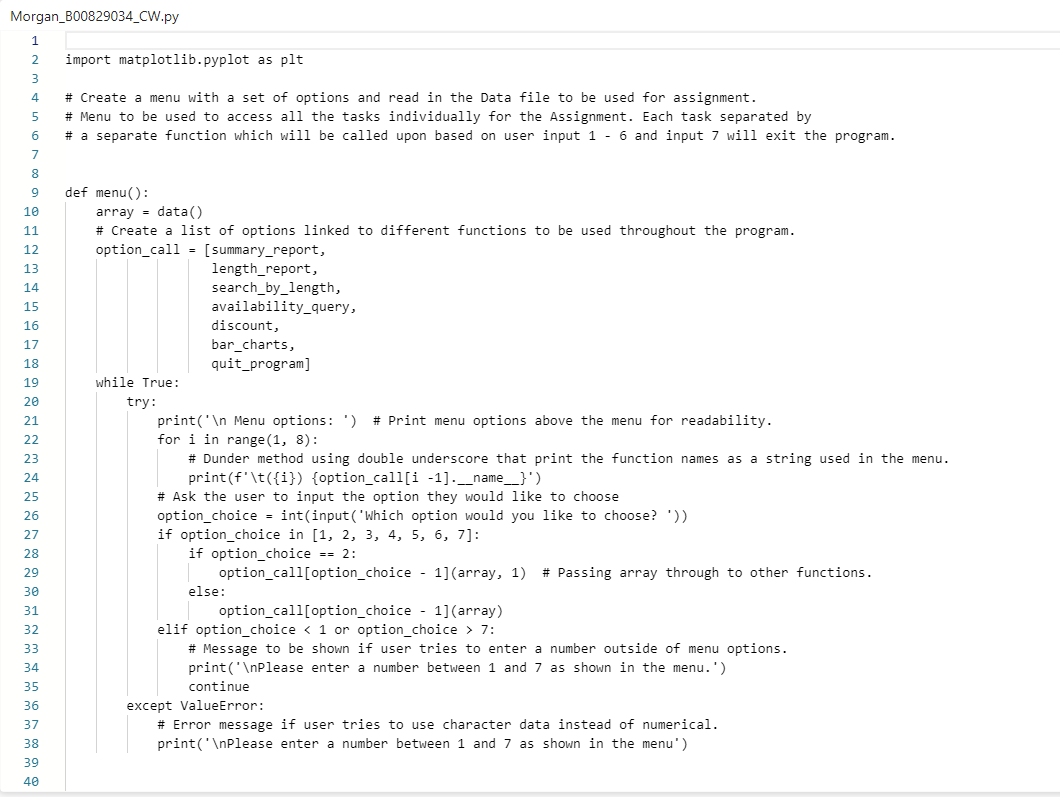 Morgan_B00829034_CW.py
1
2 import matplotlib.pyplot as plt
3
4 # Create a menu with a set of options and read in the Data file to be used for assignment.
5 # Menu to be used to access all the tasks individually for the Assignment. Each task separated by
6 # a separate function which will be called upon based on user input 1 - 6 and input 7 will exit the program.
7
8
9 def menu():
10     array = data()
11     # Create a list of options linked to different functions to be used throughout the program.
12     option_call = [summary_report,
13                    length_report,
14                    search_by_length,
15                    availability_query,
16                    discount,
17                    bar_charts,
18                    quit_program]
19     while True:
20         try:
21             print('\n Menu options: ')  # Print menu options above the menu for readability.
22             for i in range(1, 8):
23                 # Dunder method using double underscore that print the function names as a string used in the menu.
24                 print(f'\t({i}) {option_call[i -1].__name__}')
25             # Ask the user to input the option they would like to choose
26             option_choice = int(input('Which option would you like to choose? '))
27             if option_choice in [1, 2, 3, 4, 5, 6, 7]:
28                 if option_choice == 2:
29                     option_call[option_choice - 1](array, 1)  # Passing array through to other functions.
30                 else:
31                     option_call[option_choice - 1](array)
32             elif option_choice < 1 or option_choice > 7:
33                 # Message to be shown if user tries to enter a number outside of menu options.
34                 print('\nPlease enter a number between 1 and 7 as shown in the menu.')
35                 continue
36         except ValueError:
37             # Error message if user tries to use character data instead of numerical.
38             print('\nPlease enter a number between 1 and 7 as shown in the menu')
39
40